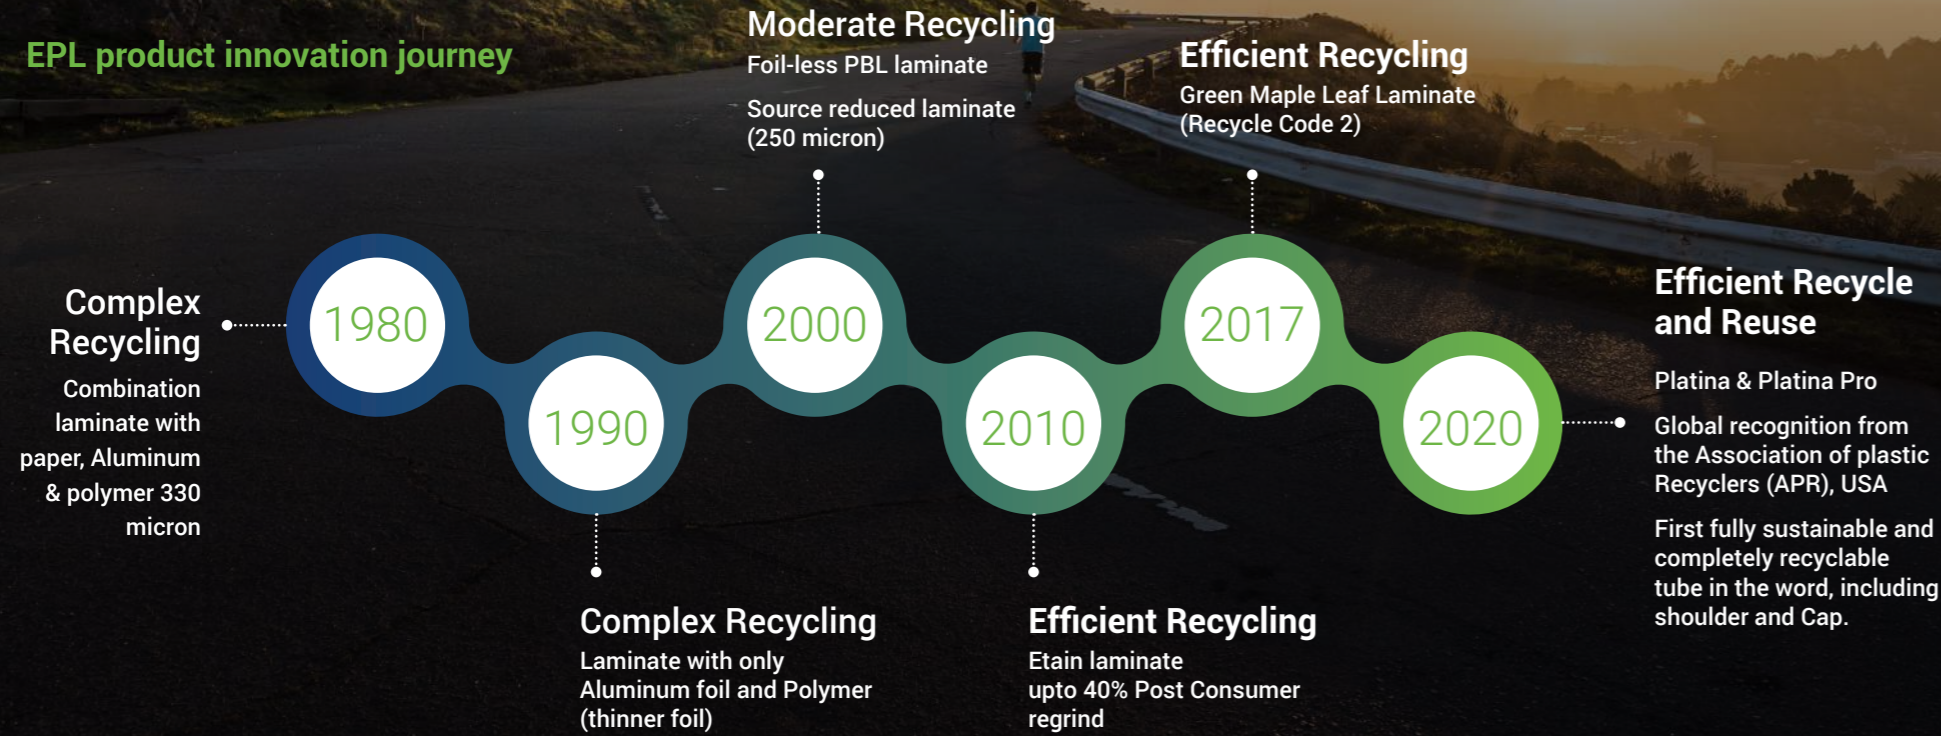 EPL product innovation journey
1980
Complex
Recycling
Combination
laminate with
paper, Aluminum
& polymer 330
micron
1990
Complex Recycling
Laminate with only
Aluminum foil and Polymer
(thinner foil)
2000
Moderate Recycling
Foil-less PBL laminate
Source reduced laminate
(250 micron)
2010
Efficient Recycling
Etain laminate
upto 40% Post Consumer
regrind
2017
Efficient Recycling
Green Maple Leaf Laminate
(Recycle Code 2)
2020
Efficient Recycle
and Reuse
Platina & Platina Pro
Global recognition from
the Association of plastic
Recyclers (APR), USA
First fully sustainable and
completely recyclable
tube in the word, including
shoulder and Cap.